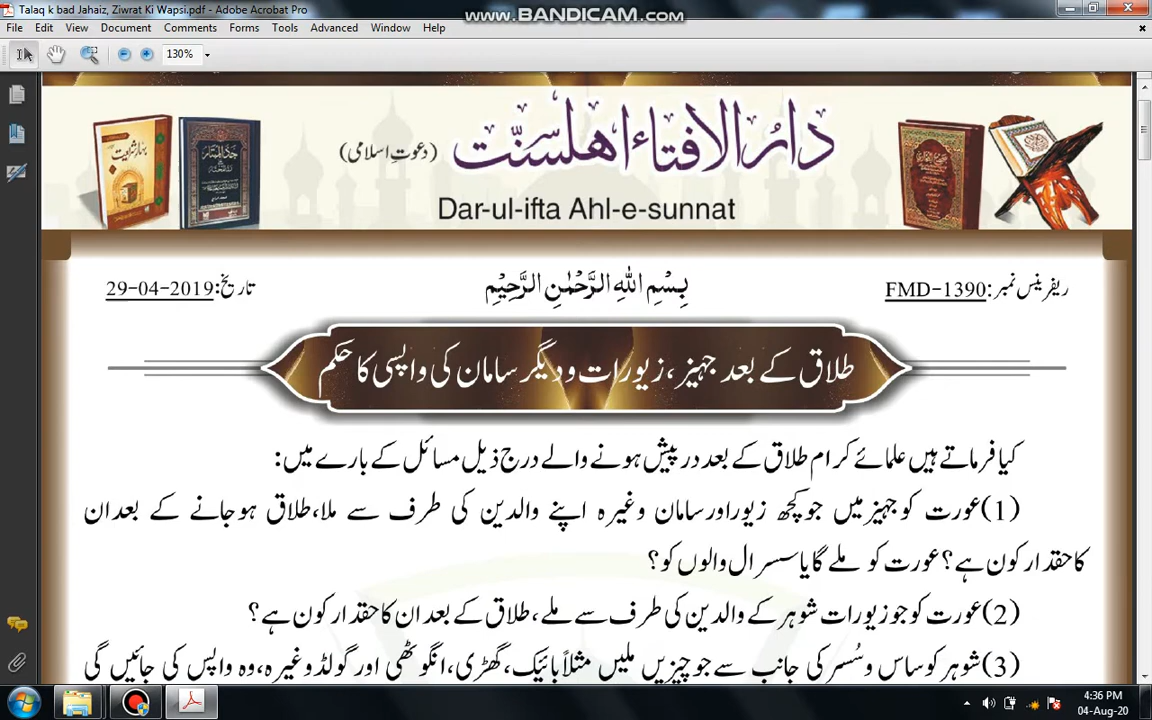 Talaq k bad Jahaiz, Ziwrat Ki Wapsi.pdf - Adobe Acrobat Pro
www.BANDICAM.com
File Edit View Document Comments Forms Tools Advanced Window Help
130%
دارُ الافتاء اهلسنّت
(دعوتِ اسلامی)
Dar-ul-ifta Ahl-e-sunnat
ریفرینس نمبر:FMD-1390
بِسْمِ اللہِ الرَّحْمٰنِ الرَّحِیْمِ
تاریخ:29-04-2019
طلاق کے بعد جہیز ، زیورات و دیگر سامان کی واپسی کا حکم
کیا فرماتے ہیں علمائے کرام طلاق کے بعد درپیش ہونے والے درج ذیل مسائل کے بارے میں:
(1)عورت کو جہیز میں جو کچھ زیور اور سامان وغیرہ اپنے والدین کی طرف سے ملا،طلاق ہو جانے کے بعد ان
کا حقدار کون ہے؟ عورت کو ملے گا یا سسرال والوں کو؟
(2)عورت کو جو زیورات شوہر کے والدین کی طرف سے ملے ، طلاق کے بعد ان کا حقدار کون ہے؟
(3)شوہر کو ساس و سُسر کی جانب سے جو چیزیں ملیں مثلاً بائیک، گھڑی، انگوٹھی اور گولڈ وغیرہ، وہ واپس کی جائیں گی
4:36 PM
04-Aug-20